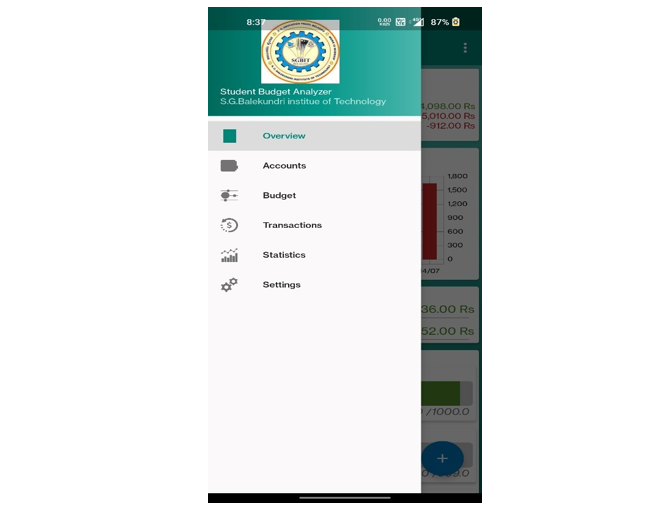 8:37
0.00
KB/S
4G
87%
SGBIT
Student Budget Analyzer
S.G.Balekundri institue of Technology
Overview
Accounts
Budget
Transactions
Statistics
Settings
,098.00 Rs
5,010.00 Rs
-912.00 Rs
1,800
1,500
1,200
900
600
300
0
4/07
36.00 Rs
52.00 Rs
/1000.0
+